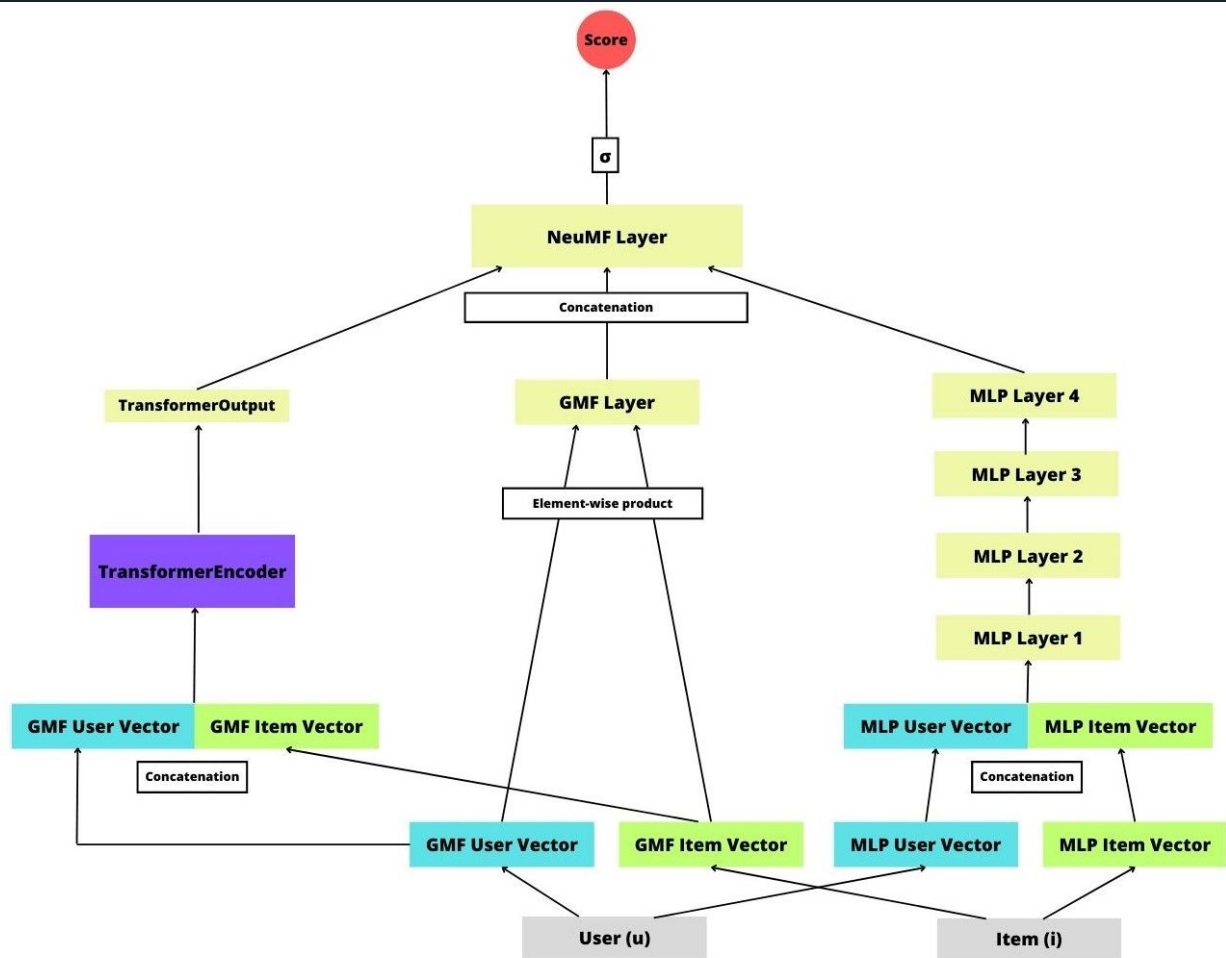 Score
σ
NeuMF Layer
Concatenation
TransformerOutput
GMF Layer
MLP Layer 4
MLP Layer 3
Element-wise product
TransformerEncoder
MLP Layer 2
MLP Layer 1
GMF User Vector GMF Item Vector
MLP User Vector MLP Item Vector
Concatenation
Concatenation
GMF User Vector
GMF Item Vector
MLP User Vector
MLP Item Vector
User (u)
Item (i)